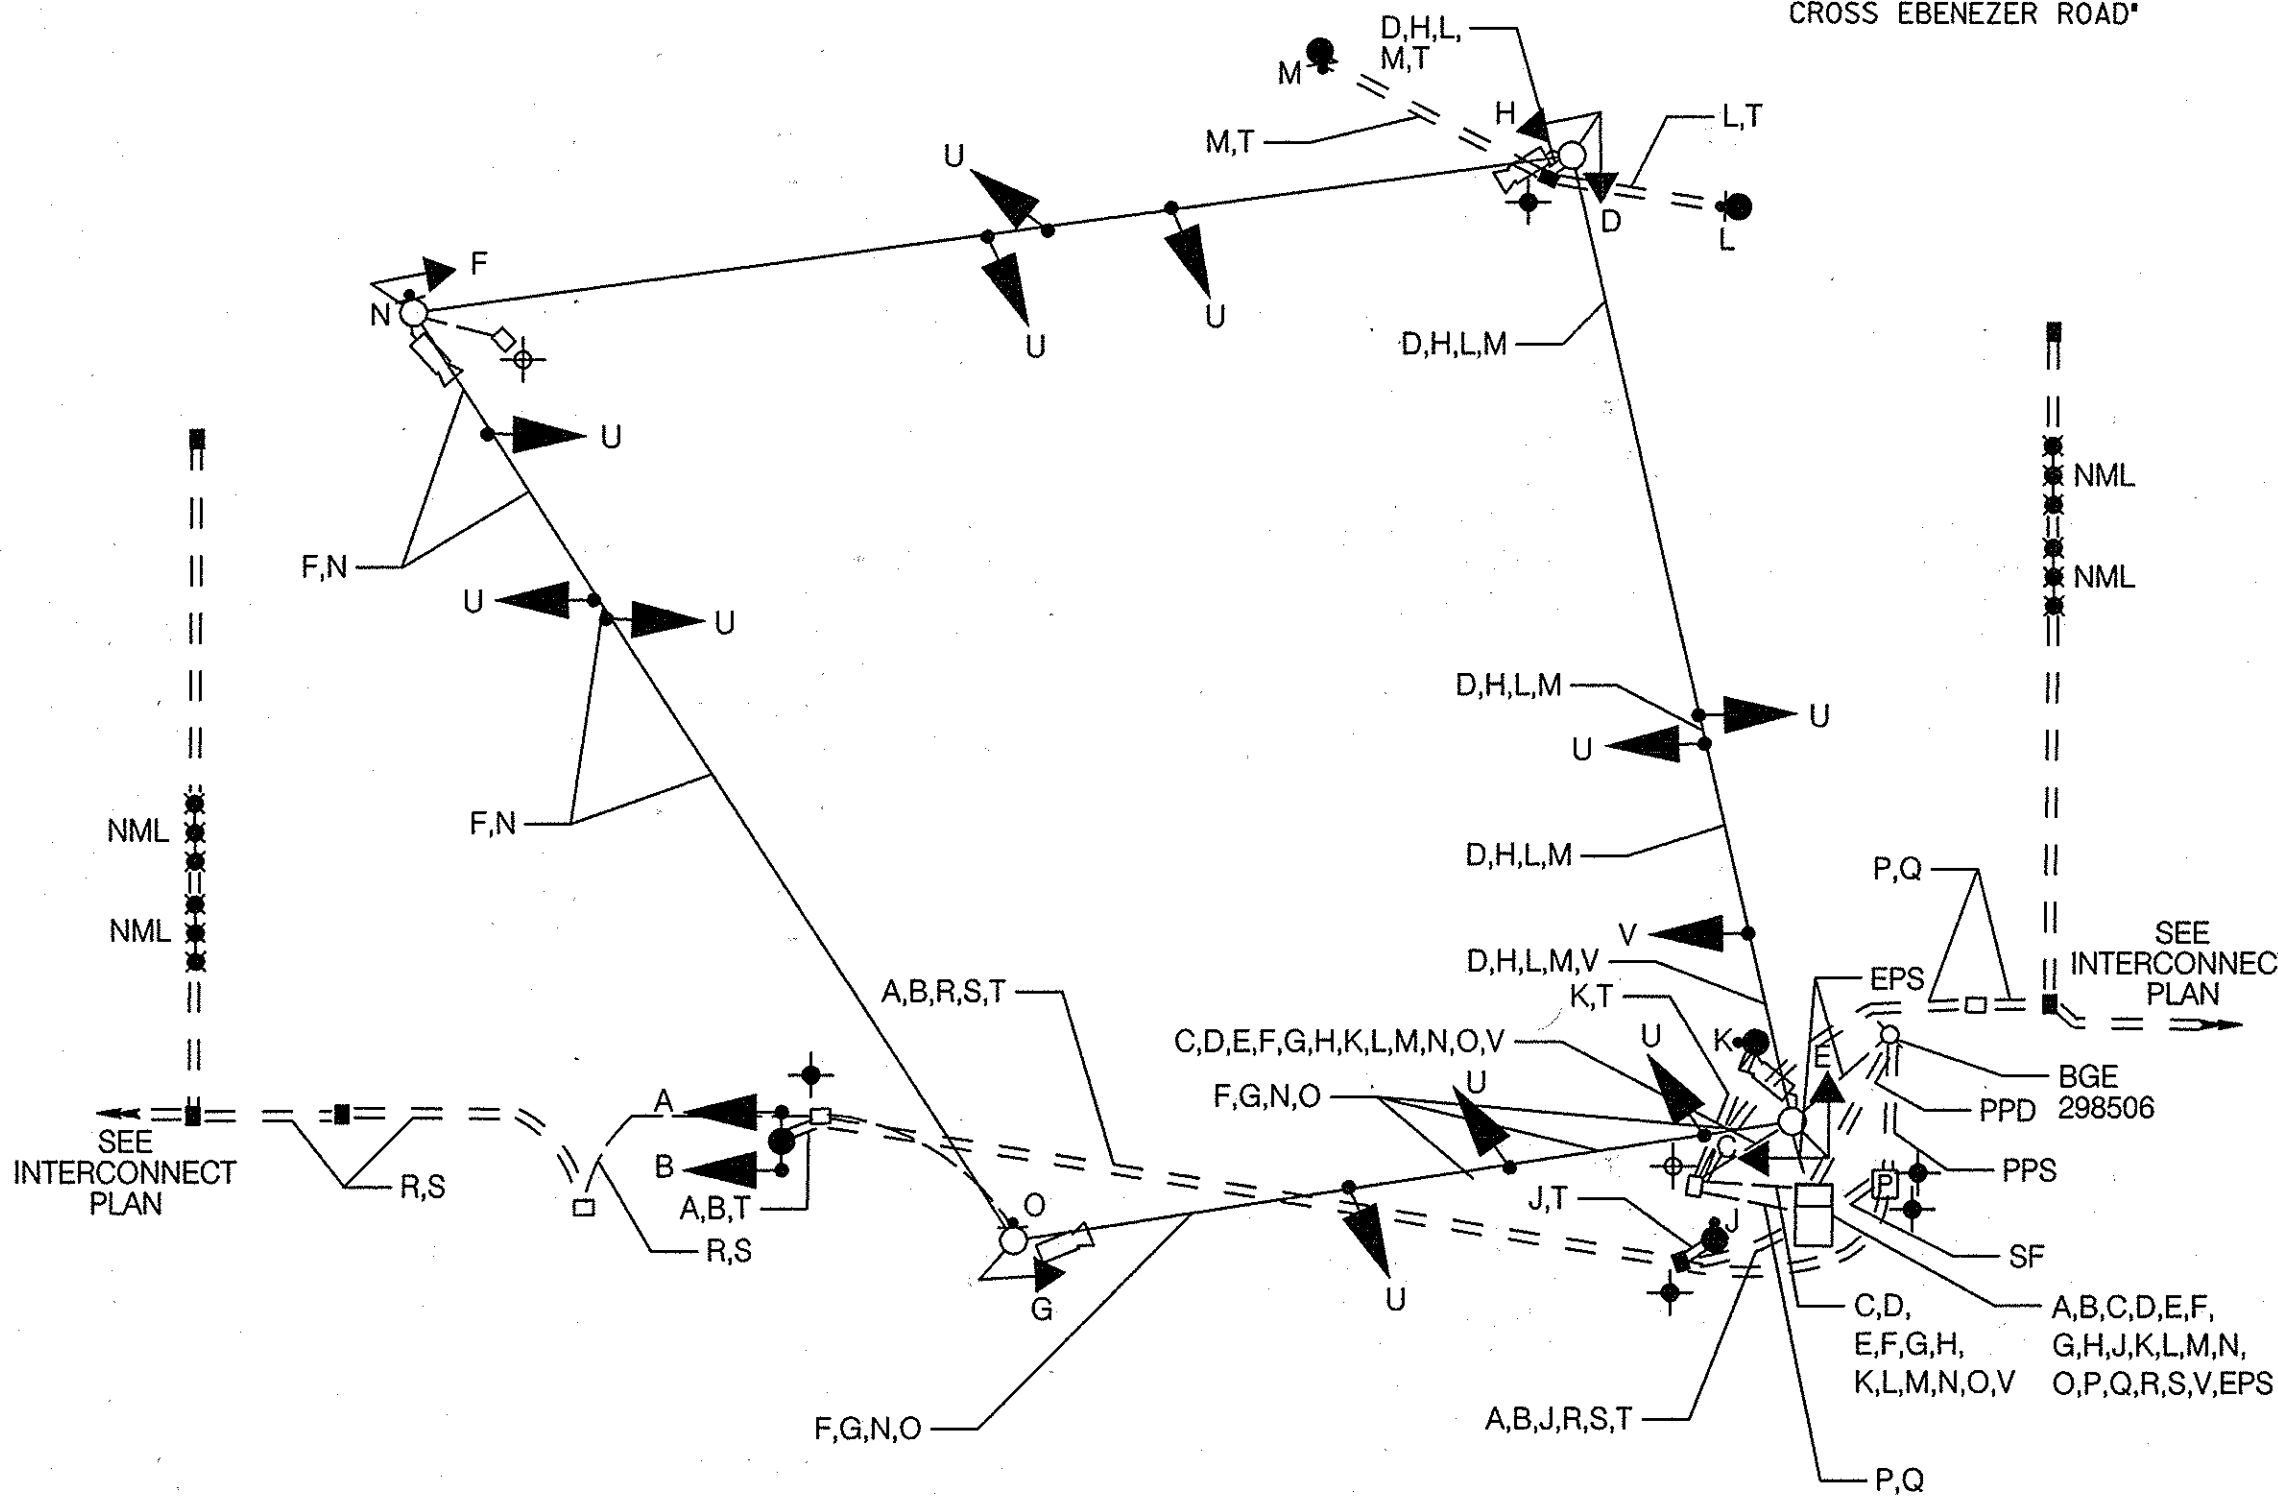 CROSS EBENEZER ROAD"
D,H,L,
M,T
M
H
L,T
M,T
U
D
L
F
N
U
U
D,H,L,M
U
NML
F,N
NML
U
U
D,H,L,M
U
U
NML
F,N
D,H,L,M
P,Q
NML
V
SEE
INTERCONNEC
PLAN
D,H,L,M,V
EPS
A,B,R,S,T
K,T
C,D,E,F,G,H,K,L,M,N,O,V
U
K
E
BGE
298506
U
F,G,N,O
PPD
A
SEE
INTERCONNECT
PLAN
C
B
PPS
R,S
P
A,B,T
O
J,T
J
R,S
SF
G
U
C,D,
E,F,G,H,
K,L,M,N,O,V
A,B,C,D,E,F,
G,H,J,K,L,M,N,
O,P,Q,R,S,V,EPS
F,G,N,O
A,B,J,R,S,T
P,Q